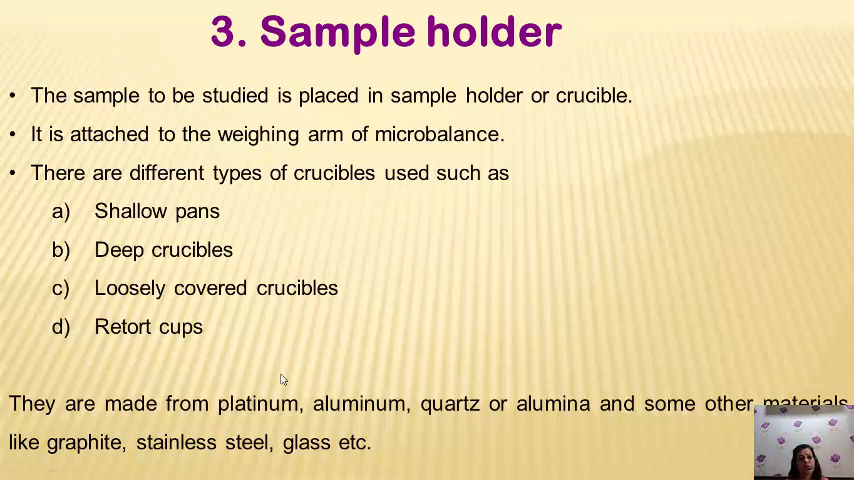 3. Sample holder
• The sample to be studied is placed in sample holder or crucible.
• It is attached to the weighing arm of microbalance.
• There are different types of crucibles used such as
a) Shallow pans
b) Deep crucibles
c) Loosely covered crucibles
d) Retort cups
They are made from platinum, aluminum, quartz or alumina and some other materials
like graphite, stainless steel, glass etc.